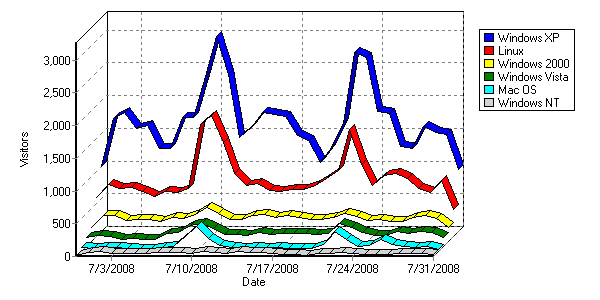 3,000
2,500
2,000
1,500
1,000
500
0
Visitors
7/3/2008
7/10/2008
7/17/2008
7/24/2008
7/31/2008
Date
Windows XP
Linux
Windows 2000
Windows Vista
Mac OS
Windows NT